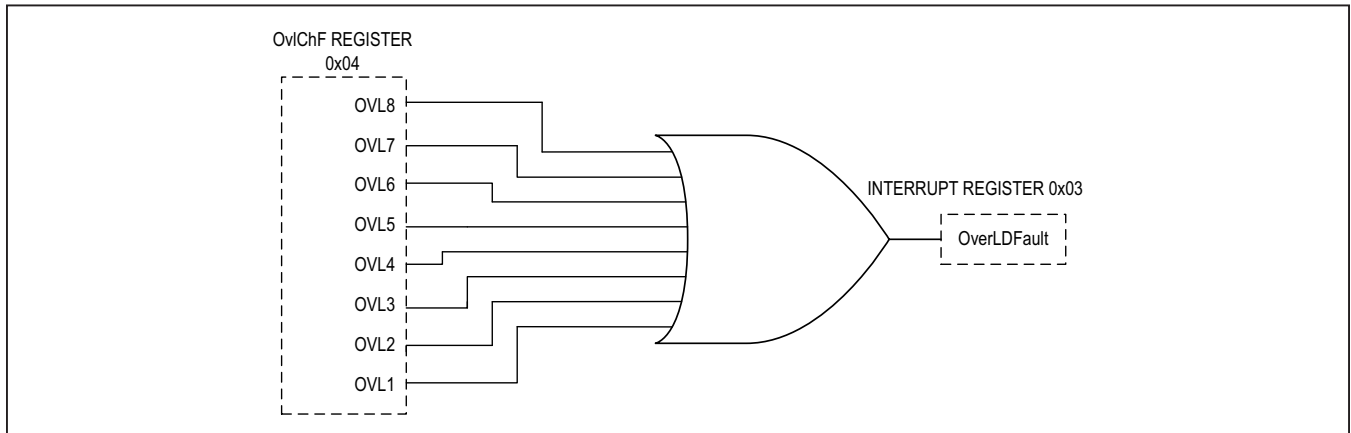 OvlChF REGISTER
0x04
OVL8
OVL7
OVL6
OVL5
OVL4
OVL3
OVL2
OVL1
INTERRUPT REGISTER 0x03
OverLDFault